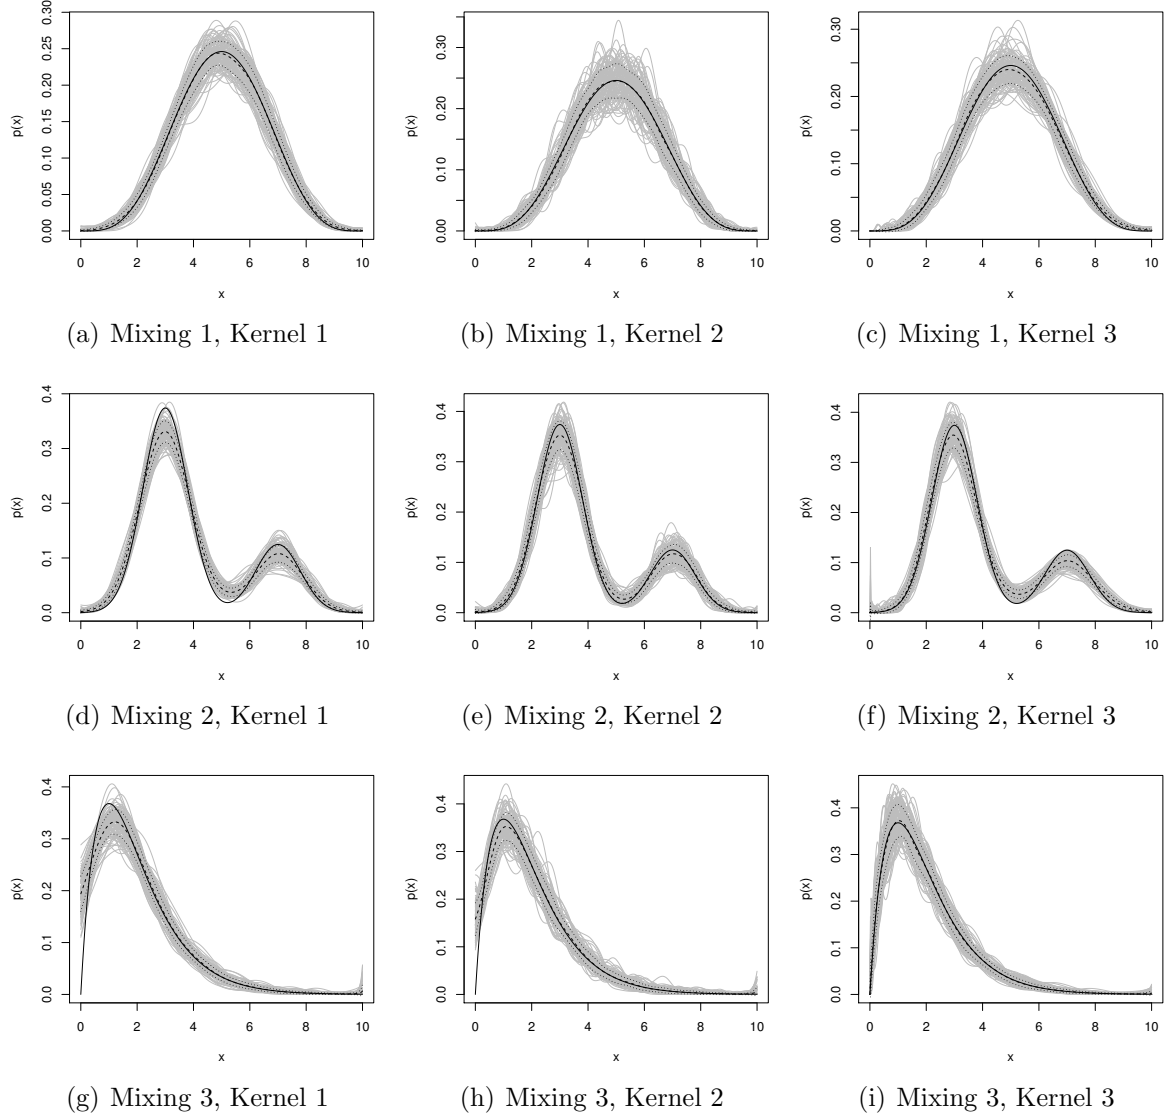 p(x)
0.30
0.25
0.20
0.15
0.10
0.05
0.00
0 2 4 6 8 10
x
(a) Mixing 1, Kernel 1
p(x)
0.30
0.20
0.10
0.00
0 2 4 6 8 10
x
(b) Mixing 1, Kernel 2
p(x)
0.30
0.20
0.10
0.00
0 2 4 6 8 10
x
(c) Mixing 1, Kernel 3
p(x)
0.4
0.3
0.2
0.1
0.0
0 2 4 6 8 10
x
(d) Mixing 2, Kernel 1
p(x)
0.4
0.3
0.2
0.1
0.0
0 2 4 6 8 10
x
(e) Mixing 2, Kernel 2
p(x)
0.4
0.3
0.2
0.1
0.0
0 2 4 6 8 10
x
(f) Mixing 2, Kernel 3
p(x)
0.4
0.3
0.2
0.1
0.0
0 2 4 6 8 10
x
(g) Mixing 3, Kernel 1
p(x)
0.4
0.3
0.2
0.1
0.0
0 2 4 6 8 10
x
(h) Mixing 3, Kernel 2
p(x)
0.4
0.3
0.2
0.1
0.0
0 2 4 6 8 10
x
(i) Mixing 3, Kernel 3